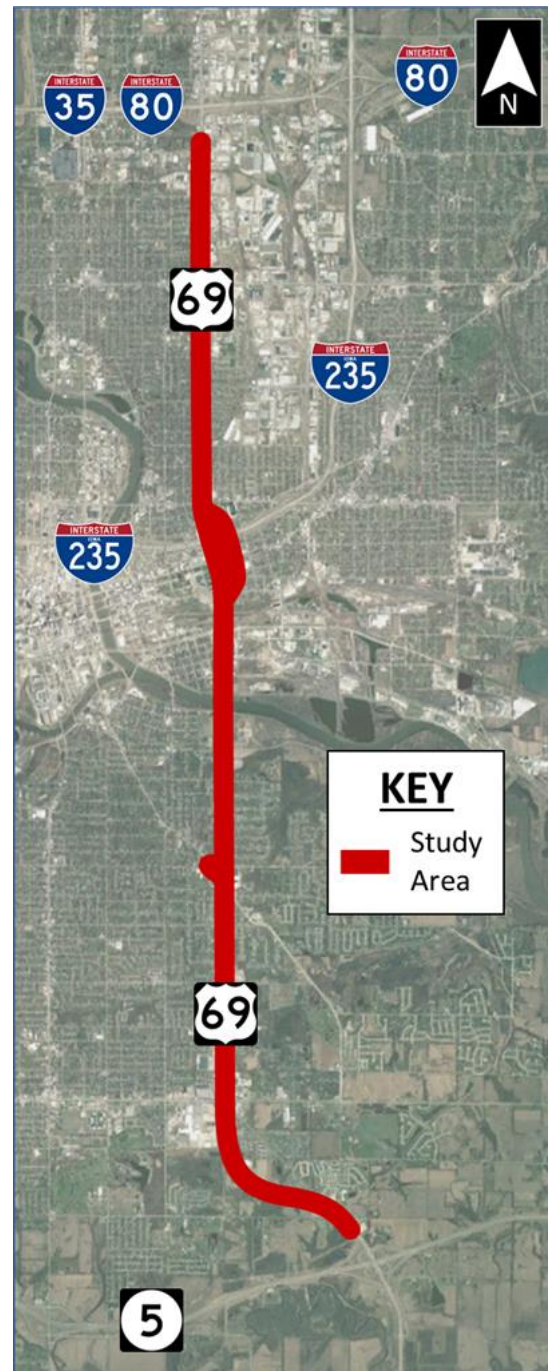 INTERSTATE
35
INTERSTATE
80
INTERSTATE
80
N
69
INTERSTATE
IOWA
235
INTERSTATE
IOWA
235
KEY
Study
Area
69
5